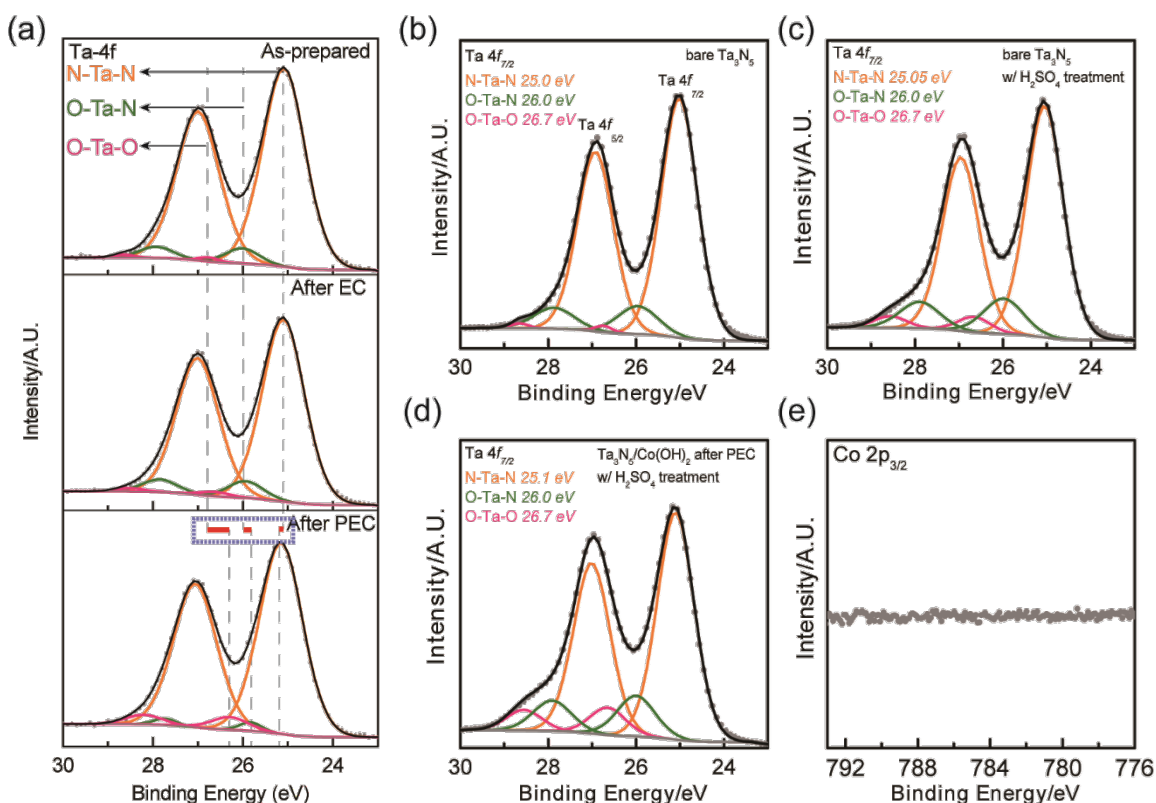 (a)
Ta-4f
As-prepared
N-Ta-N
O-Ta-N
O-Ta-O
After EC
After PEC
Intensity/A.U.
Intensity/A.U.
30 28 26 24
Binding Energy (eV)
(b)
Ta 4f7/2
bare Ta3N5
N-Ta-N 25.0 eV
O-Ta-N 26.0 eV
O-Ta-O 26.7 eV
Ta 4f
7/2
Ta 4f
5/2
Intensity/A.U.
30 28 26 24
Binding Energy/eV
(c)
Ta 4f7/2
bare Ta3N5
w/ H2SO4 treatment
N-Ta-N 25.05 eV
O-Ta-N 26.0 eV
O-Ta-O 26.7 eV
Intensity/A.U.
30 28 26 24
Binding Energy/eV
(d)
Ta 4f7/2
Ta3N5/Co(OH)2 after PEC
w/ H2SO4 treatment
N-Ta-N 25.1 eV
O-Ta-N 26.0 eV
O-Ta-O 26.7 eV
Intensity/A.U.
30 28 26 24
Binding Energy/eV
(e)
Co 2p3/2
Intensity/A.U.
792 788 784 780 776
Binding Energy/eV